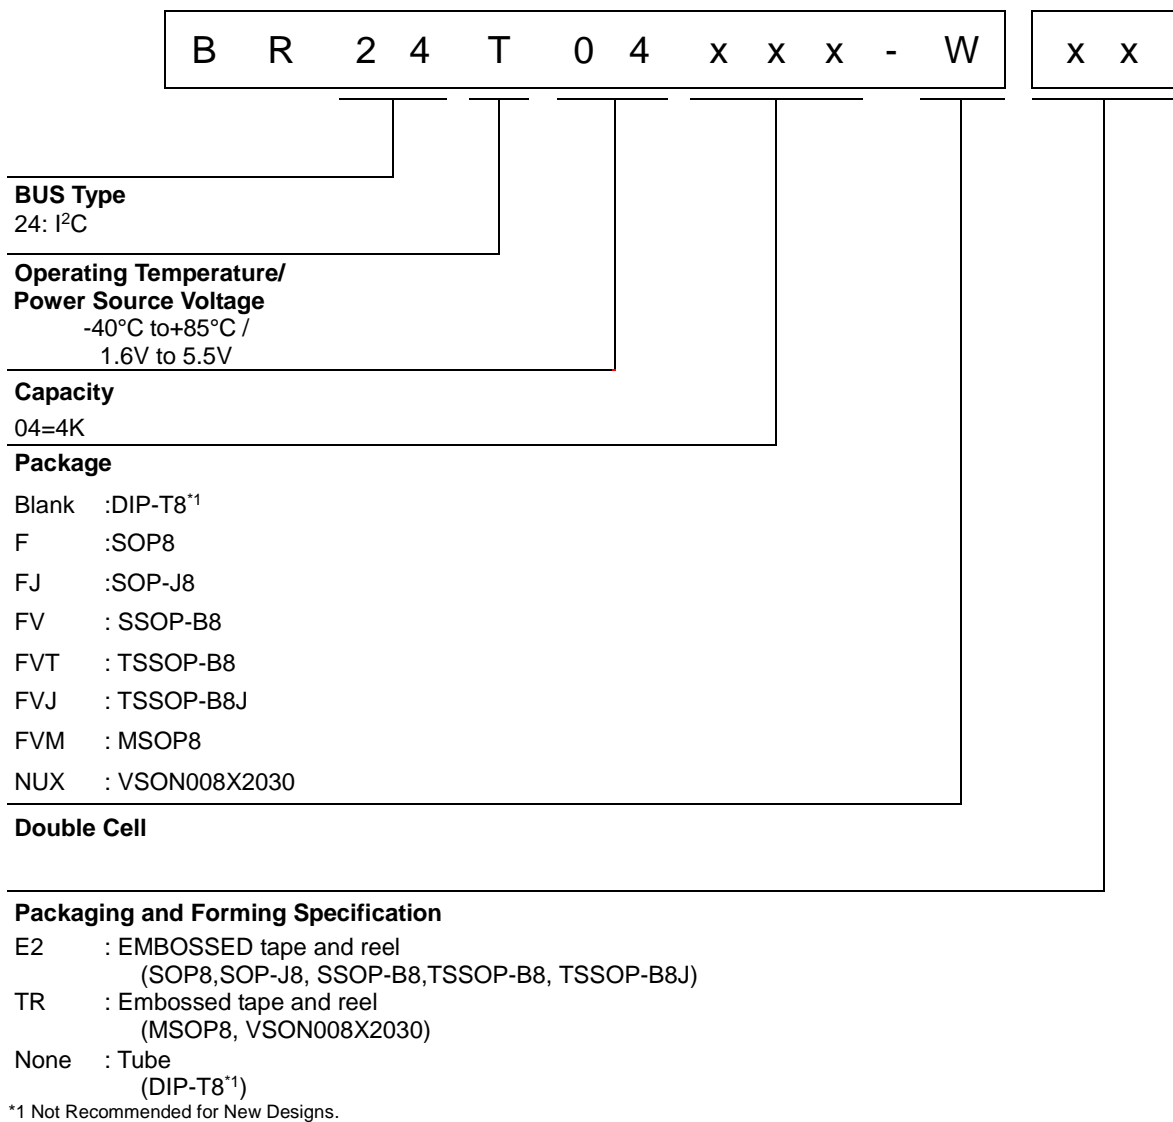 B R 2 4 T 0 4 x x x - W x x
BUS Type
24: I²C
Operating Temperature/
Power Source Voltage
-40°C to+85°C /
1.6V to 5.5V
Capacity
04=4K
Package
Blank :DIP-T8*1
F :SOP8
FJ :SOP-J8
FV : SSOP-B8
FVT : TSSOP-B8
FVJ : TSSOP-B8J
FVM : MSOP8
NUX : VSON008X2030
Double Cell
Packaging and Forming Specification
E2 : EMBOSSED tape and reel
(SOP8,SOP-J8, SSOP-B8,TSSOP-B8, TSSOP-B8J)
TR : Embossed tape and reel
(MSOP8, VSON008X2030)
None : Tube
(DIP-T8*1)
*1 Not Recommended for New Designs.